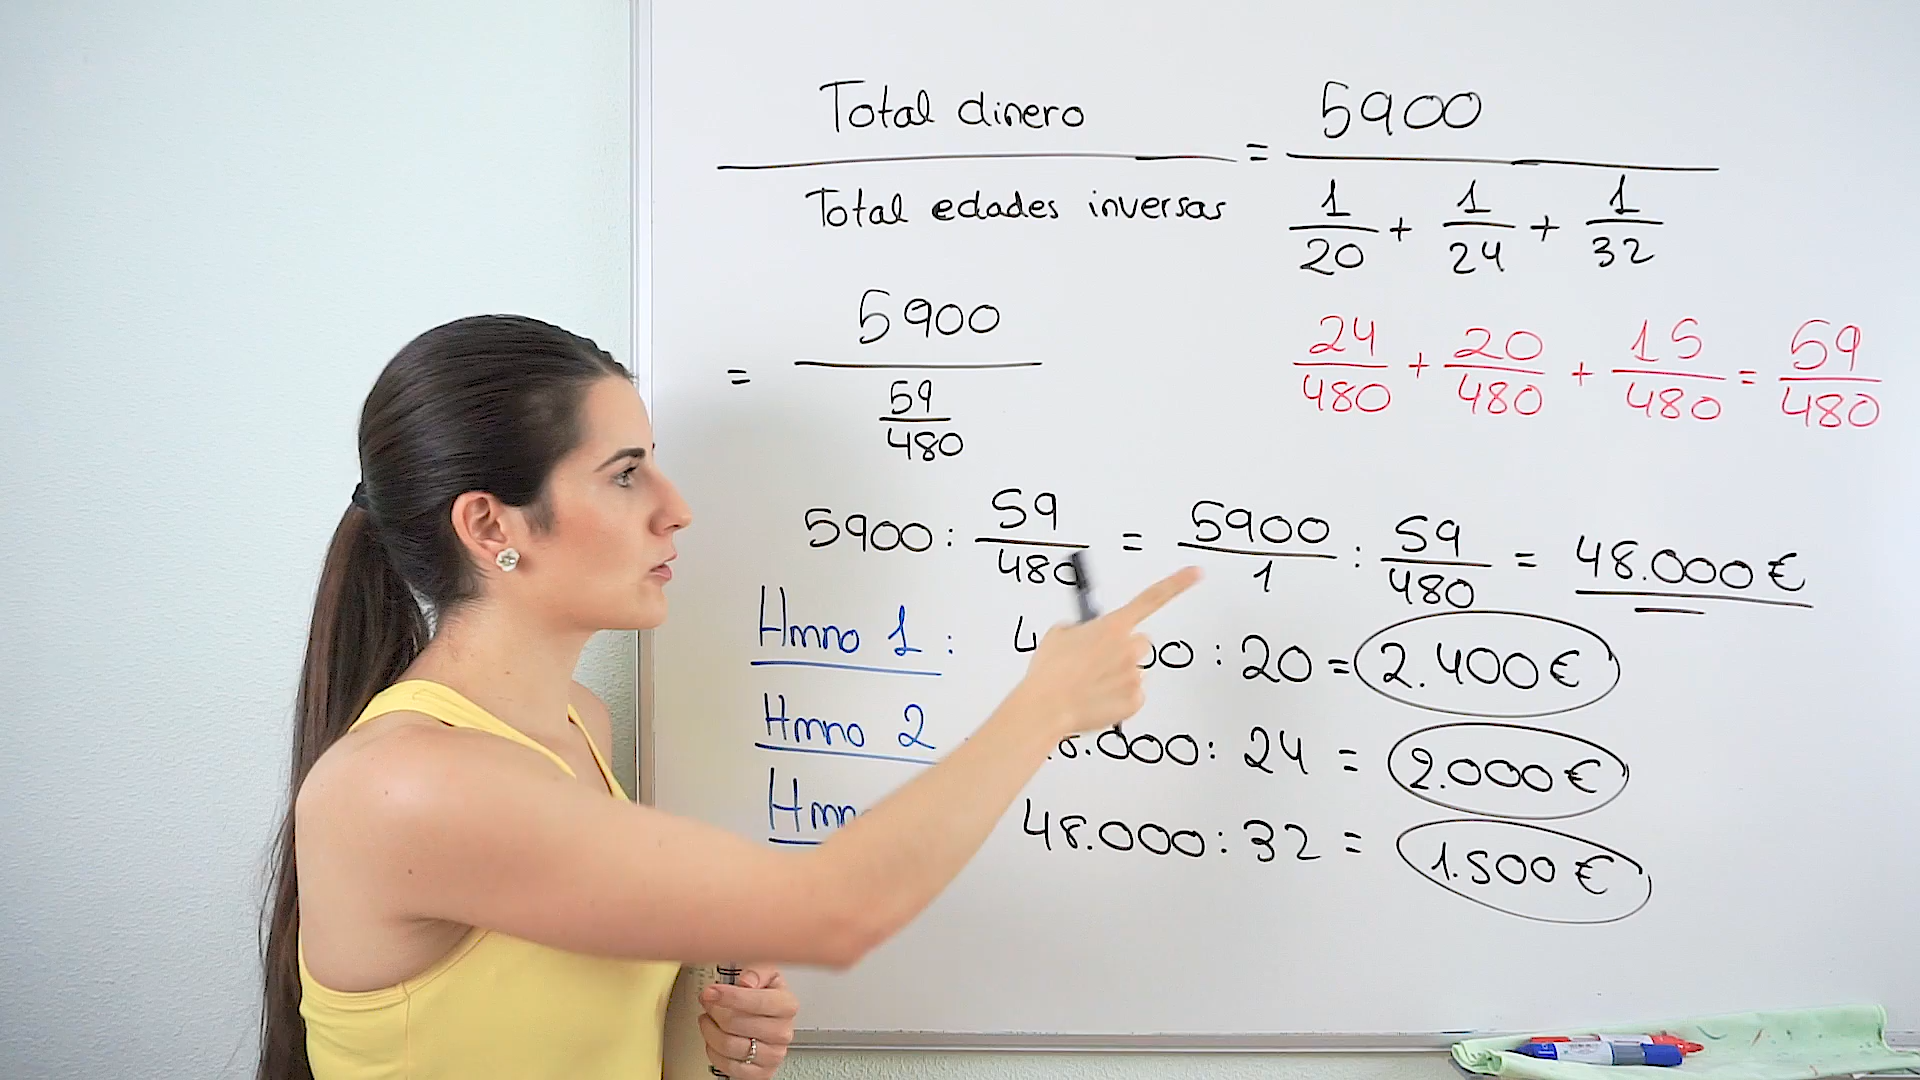 Total dinero = 5900
Total edades inversas 1/20 + 1/24 + 1/32
= 5900 / 59/480
24/480 + 20/480 + 15/480 = 59/480
5900 : 59/480 = 5900/1 : 59/480 = 48.000 €
Hmno 1 : 00 : 20 = 2.400 €
Hmno 2 .000 : 24 = 2.000 €
48.000 : 32 = 1.500 €